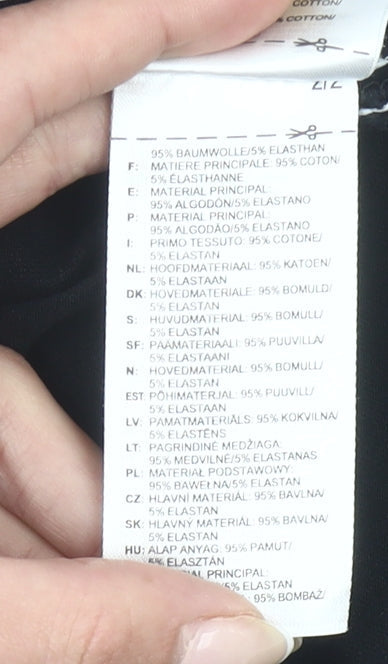 COTTON/
% COTTON/
2/2
95% BAUMWOLLE/5% ELASTHAN
F: MATIERE PRINCIPALE: 95% COTON/
5% ÉLASTHANNE
E: MATERIAL PRINCIPAL:
95% ALGODÓN/5% ELASTANO
P: MATERIAL PRINCIPAL:
95% ALGODÃO/5% ELASTANO
I: PRIMO TESSUTO: 95% COTONE/
5% ELASTAN
NL: HOOFDMATERIAAL: 95% KATOEN/
5% ELASTAAN
DK: HOVEDMATERIALE: 95% BOMULD/
5% ELASTAN
S: HUVUDMATERIAL: 95% BOMULL/
5% ELASTAN
SF: PÄÄMATERIAALI: 95% PUUVILLA/
5% ELASTAANI
N: HOVEDMATERIAL: 95% BOMULL/
5% ELASTAN
EST: PÕHIMATERJAL: 95% PUUVILL/
5% ELASTAAN
LV: PAMATMATERIĀLS: 95% KOKVILNA/
5% ELASTĒNS
LT: PAGRINDINĖ MEDŽIAGA:
95% MEDVILNĖ/5% ELASTANAS
PL: MATERIAŁ PODSTAWOWY:
95% BAWEŁNA/5% ELASTAN
CZ: HLAVNÍ MATERIÁL: 95% BAVLNA/
5% ELASTAN
SK: HLAVNÝ MATERIÁL: 95% BAVLNA/
5% ELASTAN
HU: ALAP ANYAG: 95% PAMUT/
5% ELASZTÁN
PRINCIPAL:
/5% ELASTAN
: 95% BOMBAŽ/